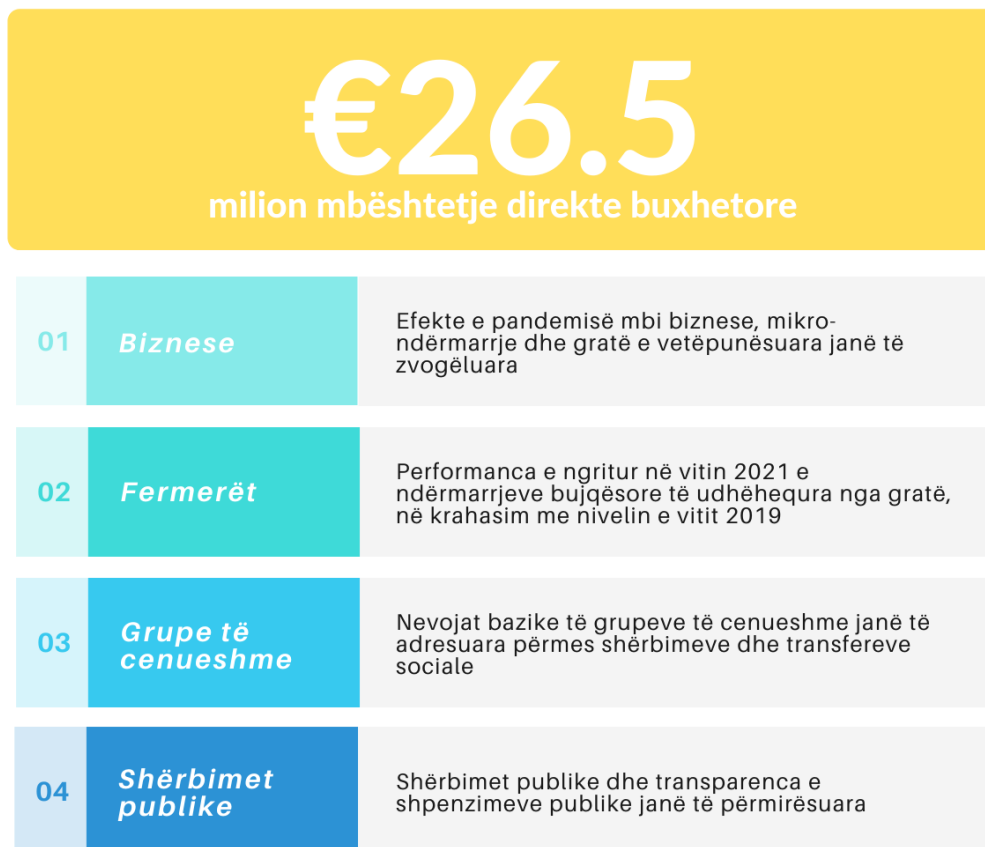 €26.5
milion mbështetje direkte buxhetore
01
Biznese
Efekte e pandemisë mbi biznese, mikro-
ndërmarrje dhe gratë e vetëpunësuara janë të
zvogëluara
02
Fermerët
Performanca e ngritur në vitin 2021 e
ndërmarrjeve bujqësore të udhëhequra nga gratë,
në krahasim me nivelin e vitit 2019
03
Grupe të
cenueshme
Nevojat bazike të grupeve të cenueshme janë të
adresuara përmes shërbimeve dhe transfereve
sociale
04
Shërbimet
publike
Shërbimet publike dhe transparenca e
shpenzimeve publike janë të përmirësuara